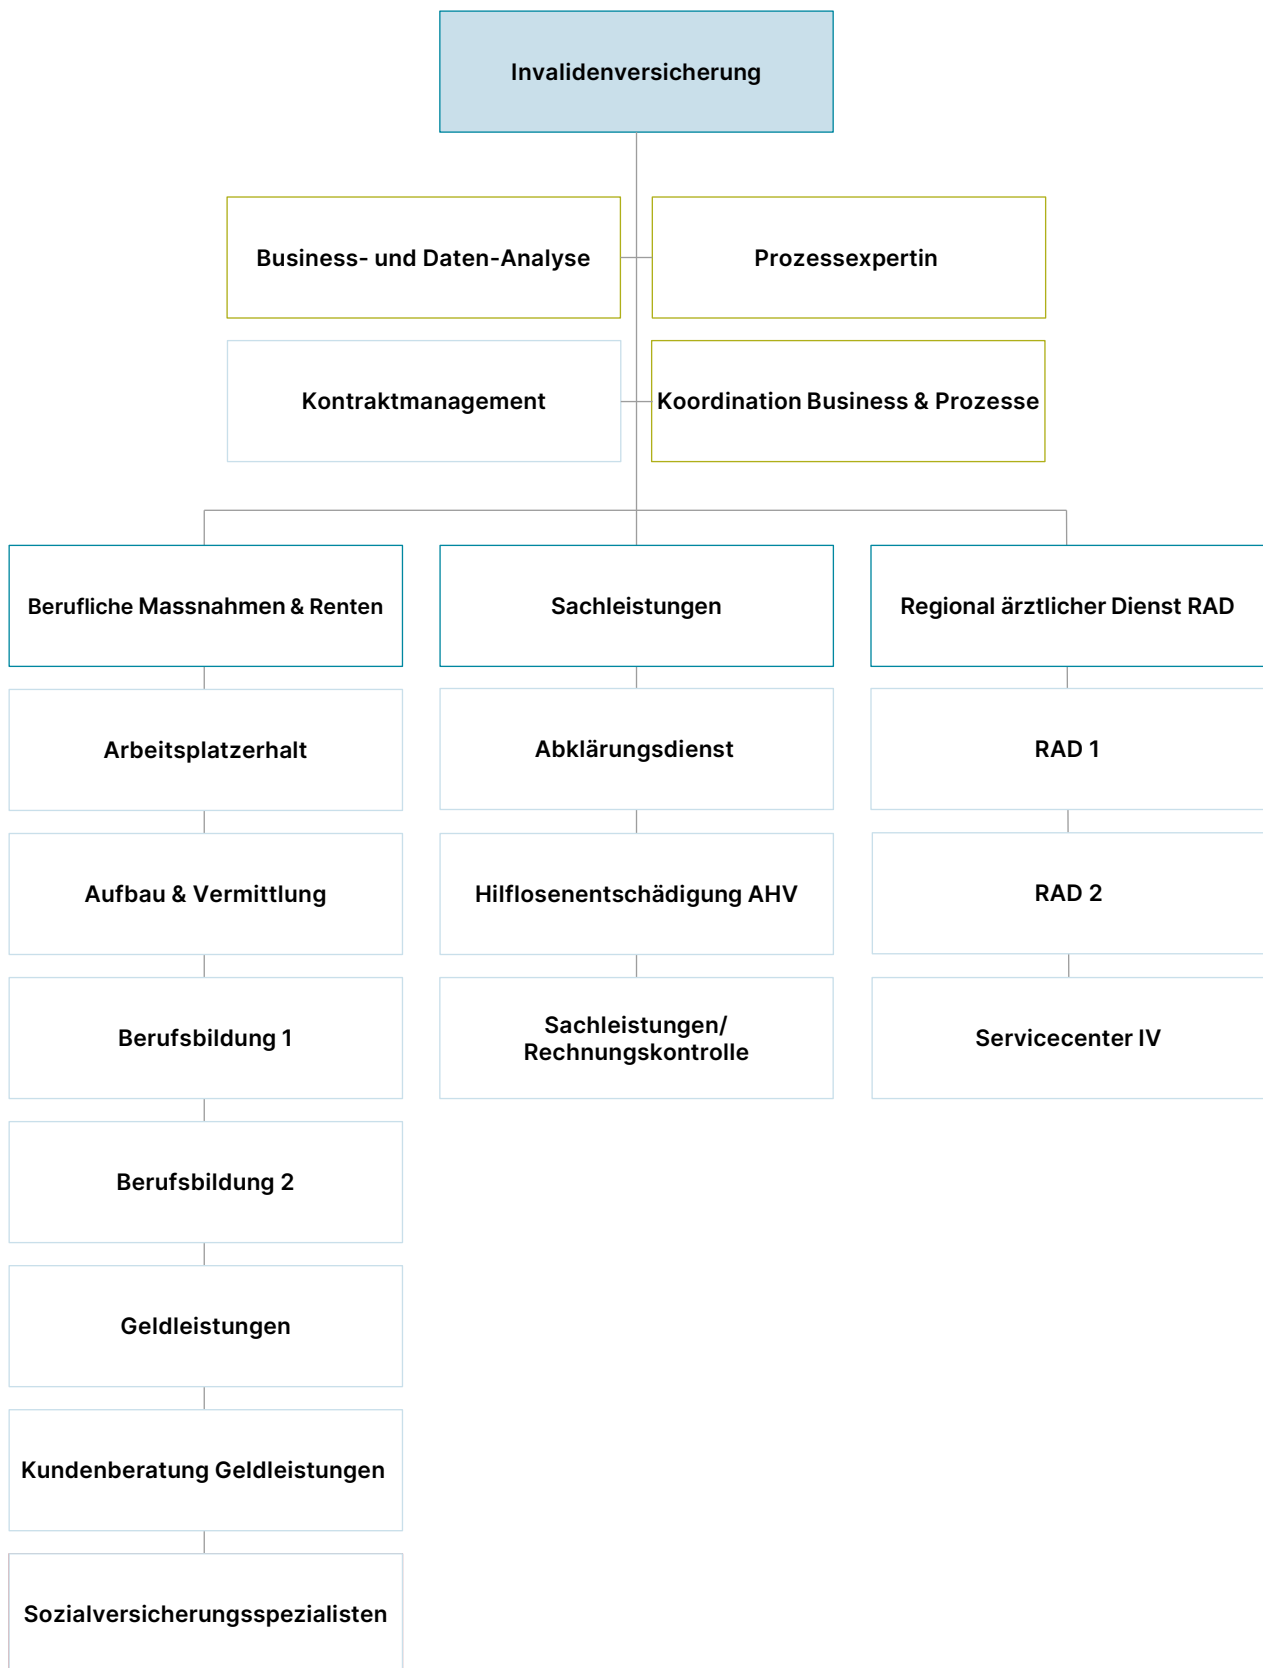 Invalidenversicherung
Business- und Daten-Analyse
Prozessexpertin
Kontraktmanagement
Koordination Business & Prozesse
Berufliche Massnahmen & Renten
Sachleistungen
Regional ärztlicher Dienst RAD
Arbeitsplatzerhalt
Abklärungsdienst
RAD 1
Aufbau & Vermittlung
Hilflosenentschädigung AHV
RAD 2
Berufsbildung 1
Sachleistungen/
Rechnungskontrolle
Servicecenter IV
Berufsbildung 2
Geldleistungen
Kundenberatung Geldleistungen
Sozialversicherungsspezialisten